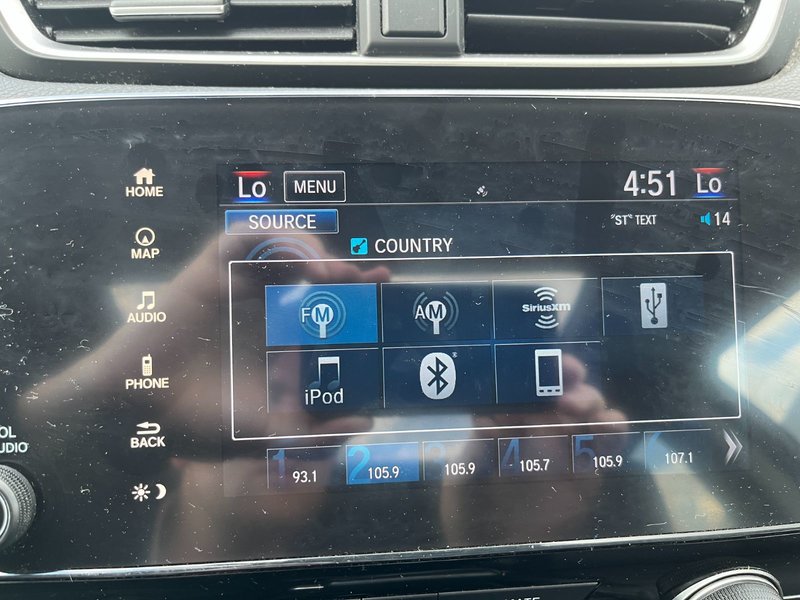 HOME
MAP
AUDIO
PHONE
BACK
Lo MENU 4:51 Lo
SOURCE "ST" TEXT 14
COUNTRY
FM AM SiriusXM
iPod
1 93.1 2 105.9 105.9 4 105.7 5 105.9 107.1